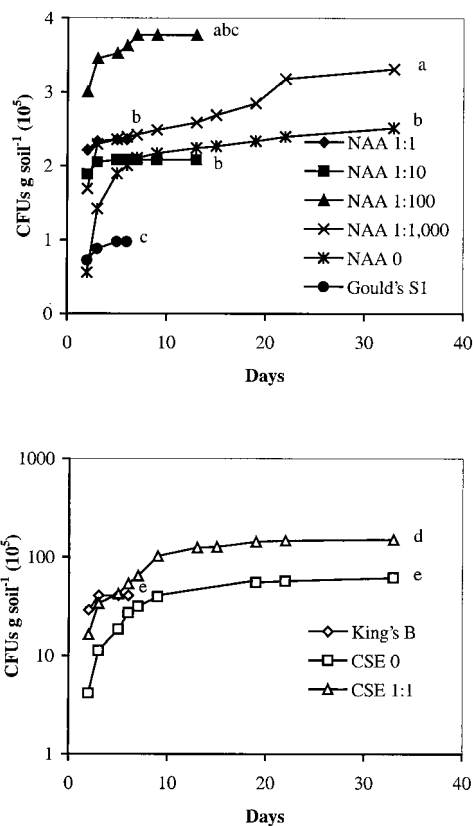 4
abc
a
3
b
b
NAA 1:1
2
b
NAA 1:10
NAA 1:100
NAA 1:1,000
1
c
NAA 0
Gould's S1
0
CFUs g soil⁻¹ (10⁵)
0 10 20 30 40
Days
1000
d
100
e
e
King's B
10
CSE 0
CSE 1:1
1
CFUs g soil⁻¹ (10⁵)
0 10 20 30 40
Days